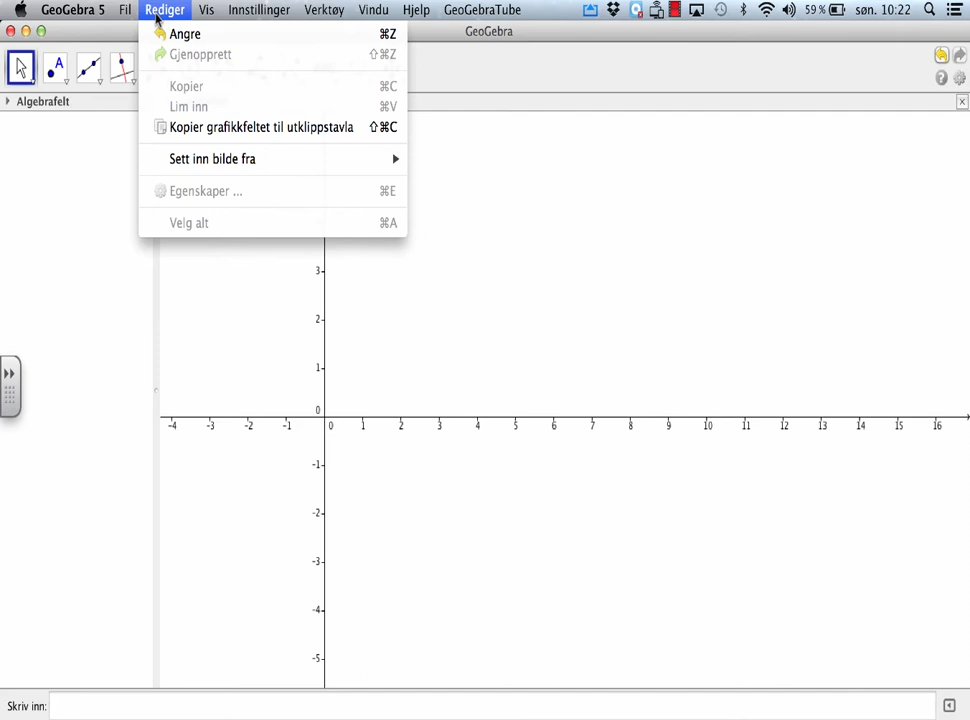 GeoGebra 5 Fil Rediger Vis Innstillinger Verktøy Vindu Hjelp GeoGebraTube 59 % søn. 10:22
GeoGebra
Angre ⌘Z
Gjenopprett ⇧⌘Z
Kopier ⌘C
Lim inn ⌘V
Kopier grafikkfeltet til utklippstavla ⇧⌘C
Sett inn bilde fra
Egenskaper ... ⌘E
Velg alt ⌘A
A
Algebrafelt
3
2
1
0
-4 -3 -2 -1 0 1 2 3 4 5 6 7 8 9 10 11 12 13 14 15 16
-1
-2
-3
-4
-5
Skriv inn: